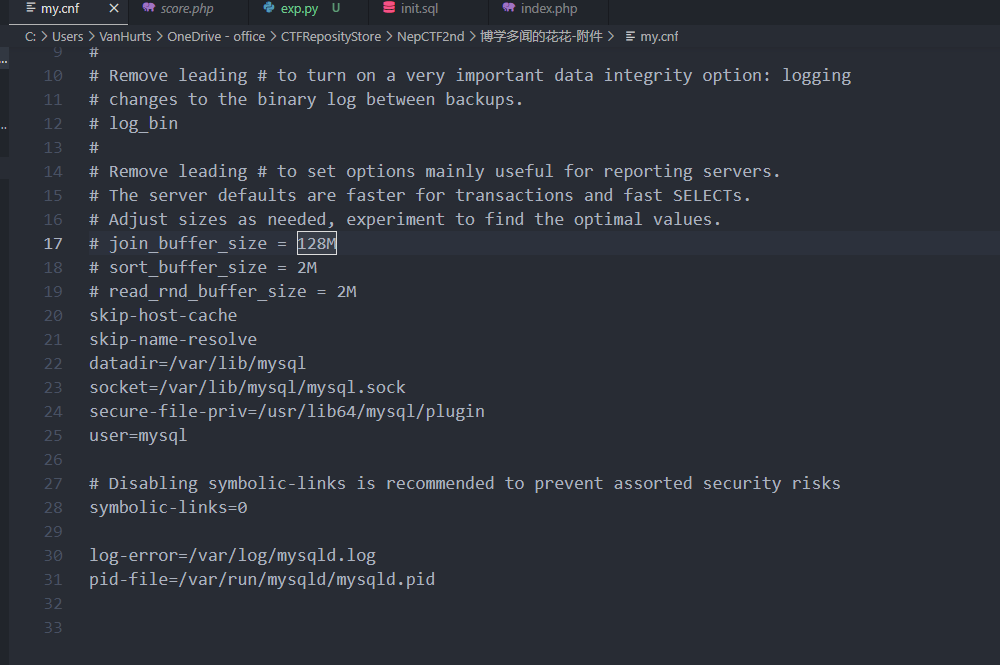 my.cnf score.php exp.py U init.sql index.php
C: Users VanHurts OneDrive - office CTFReposityStore NepCTF2nd 博学多闻的花花-附件 my.cnf
9 #
10 # Remove leading # to turn on a very important data integrity option: logging
11 # changes to the binary log between backups.
12 # log_bin
13 #
14 # Remove leading # to set options mainly useful for reporting servers.
15 # The server defaults are faster for transactions and fast SELECTs.
16 # Adjust sizes as needed, experiment to find the optimal values.
17 # join_buffer_size = 128M
18 # sort_buffer_size = 2M
19 # read_rnd_buffer_size = 2M
20 skip-host-cache
21 skip-name-resolve
22 datadir=/var/lib/mysql
23 socket=/var/lib/mysql/mysql.sock
24 secure-file-priv=/usr/lib64/mysql/plugin
25 user=mysql
26
27 # Disabling symbolic-links is recommended to prevent assorted security risks
28 symbolic-links=0
29
30 log-error=/var/log/mysqld.log
31 pid-file=/var/run/mysqld/mysqld.pid
32
33